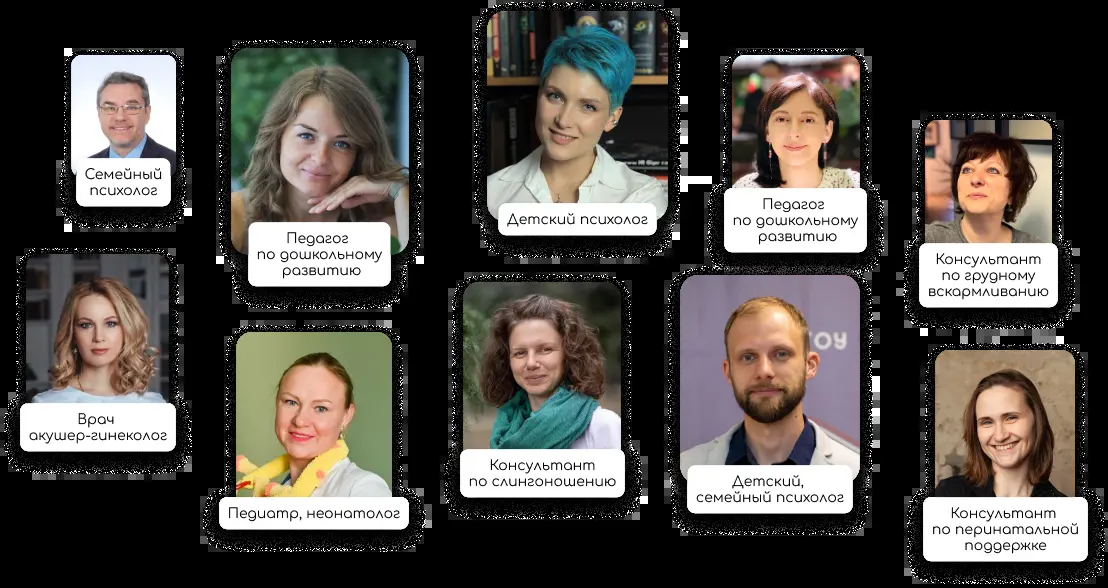 Семейный
психолог
Педагог
по дошкольному
развитию
Детский психолог
Педагог
по дошкольному
развитию
Консультант
по грудному
вскармливанию
Врач
акушер-гинеколог
Педиатр, неонатолог
Консультант
по слингоношению
ЮУ
Детский,
семейный психолог
Консультант
по перинатальной
поддержке